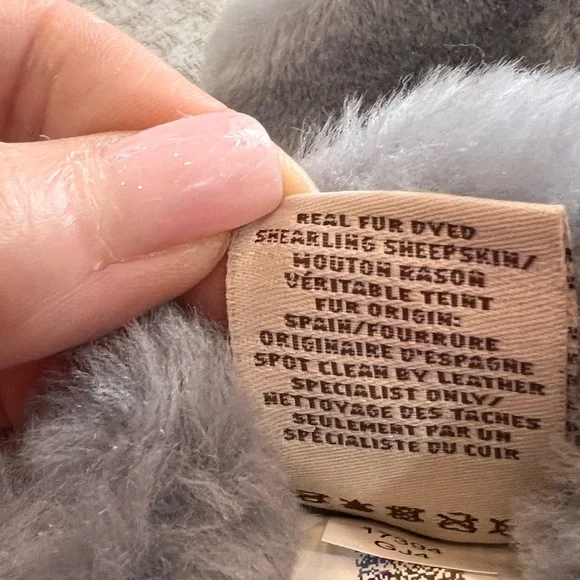 REAL FUR DYED
SHEARLING SHEEPSKIN/
MOUTON RASON
VÉRITABLE TEINT
FUR ORIGIN:
SPAIN/FOURRURE
ORIGINAIRE D'ESPAGNE
SPOT CLEAN BY LEATHER
SPECIALIST ONLY/
NETTOYAGE DES TACHES
SEULEMENT PAR UN
SPÉCIALISTE DU CUIR
17304